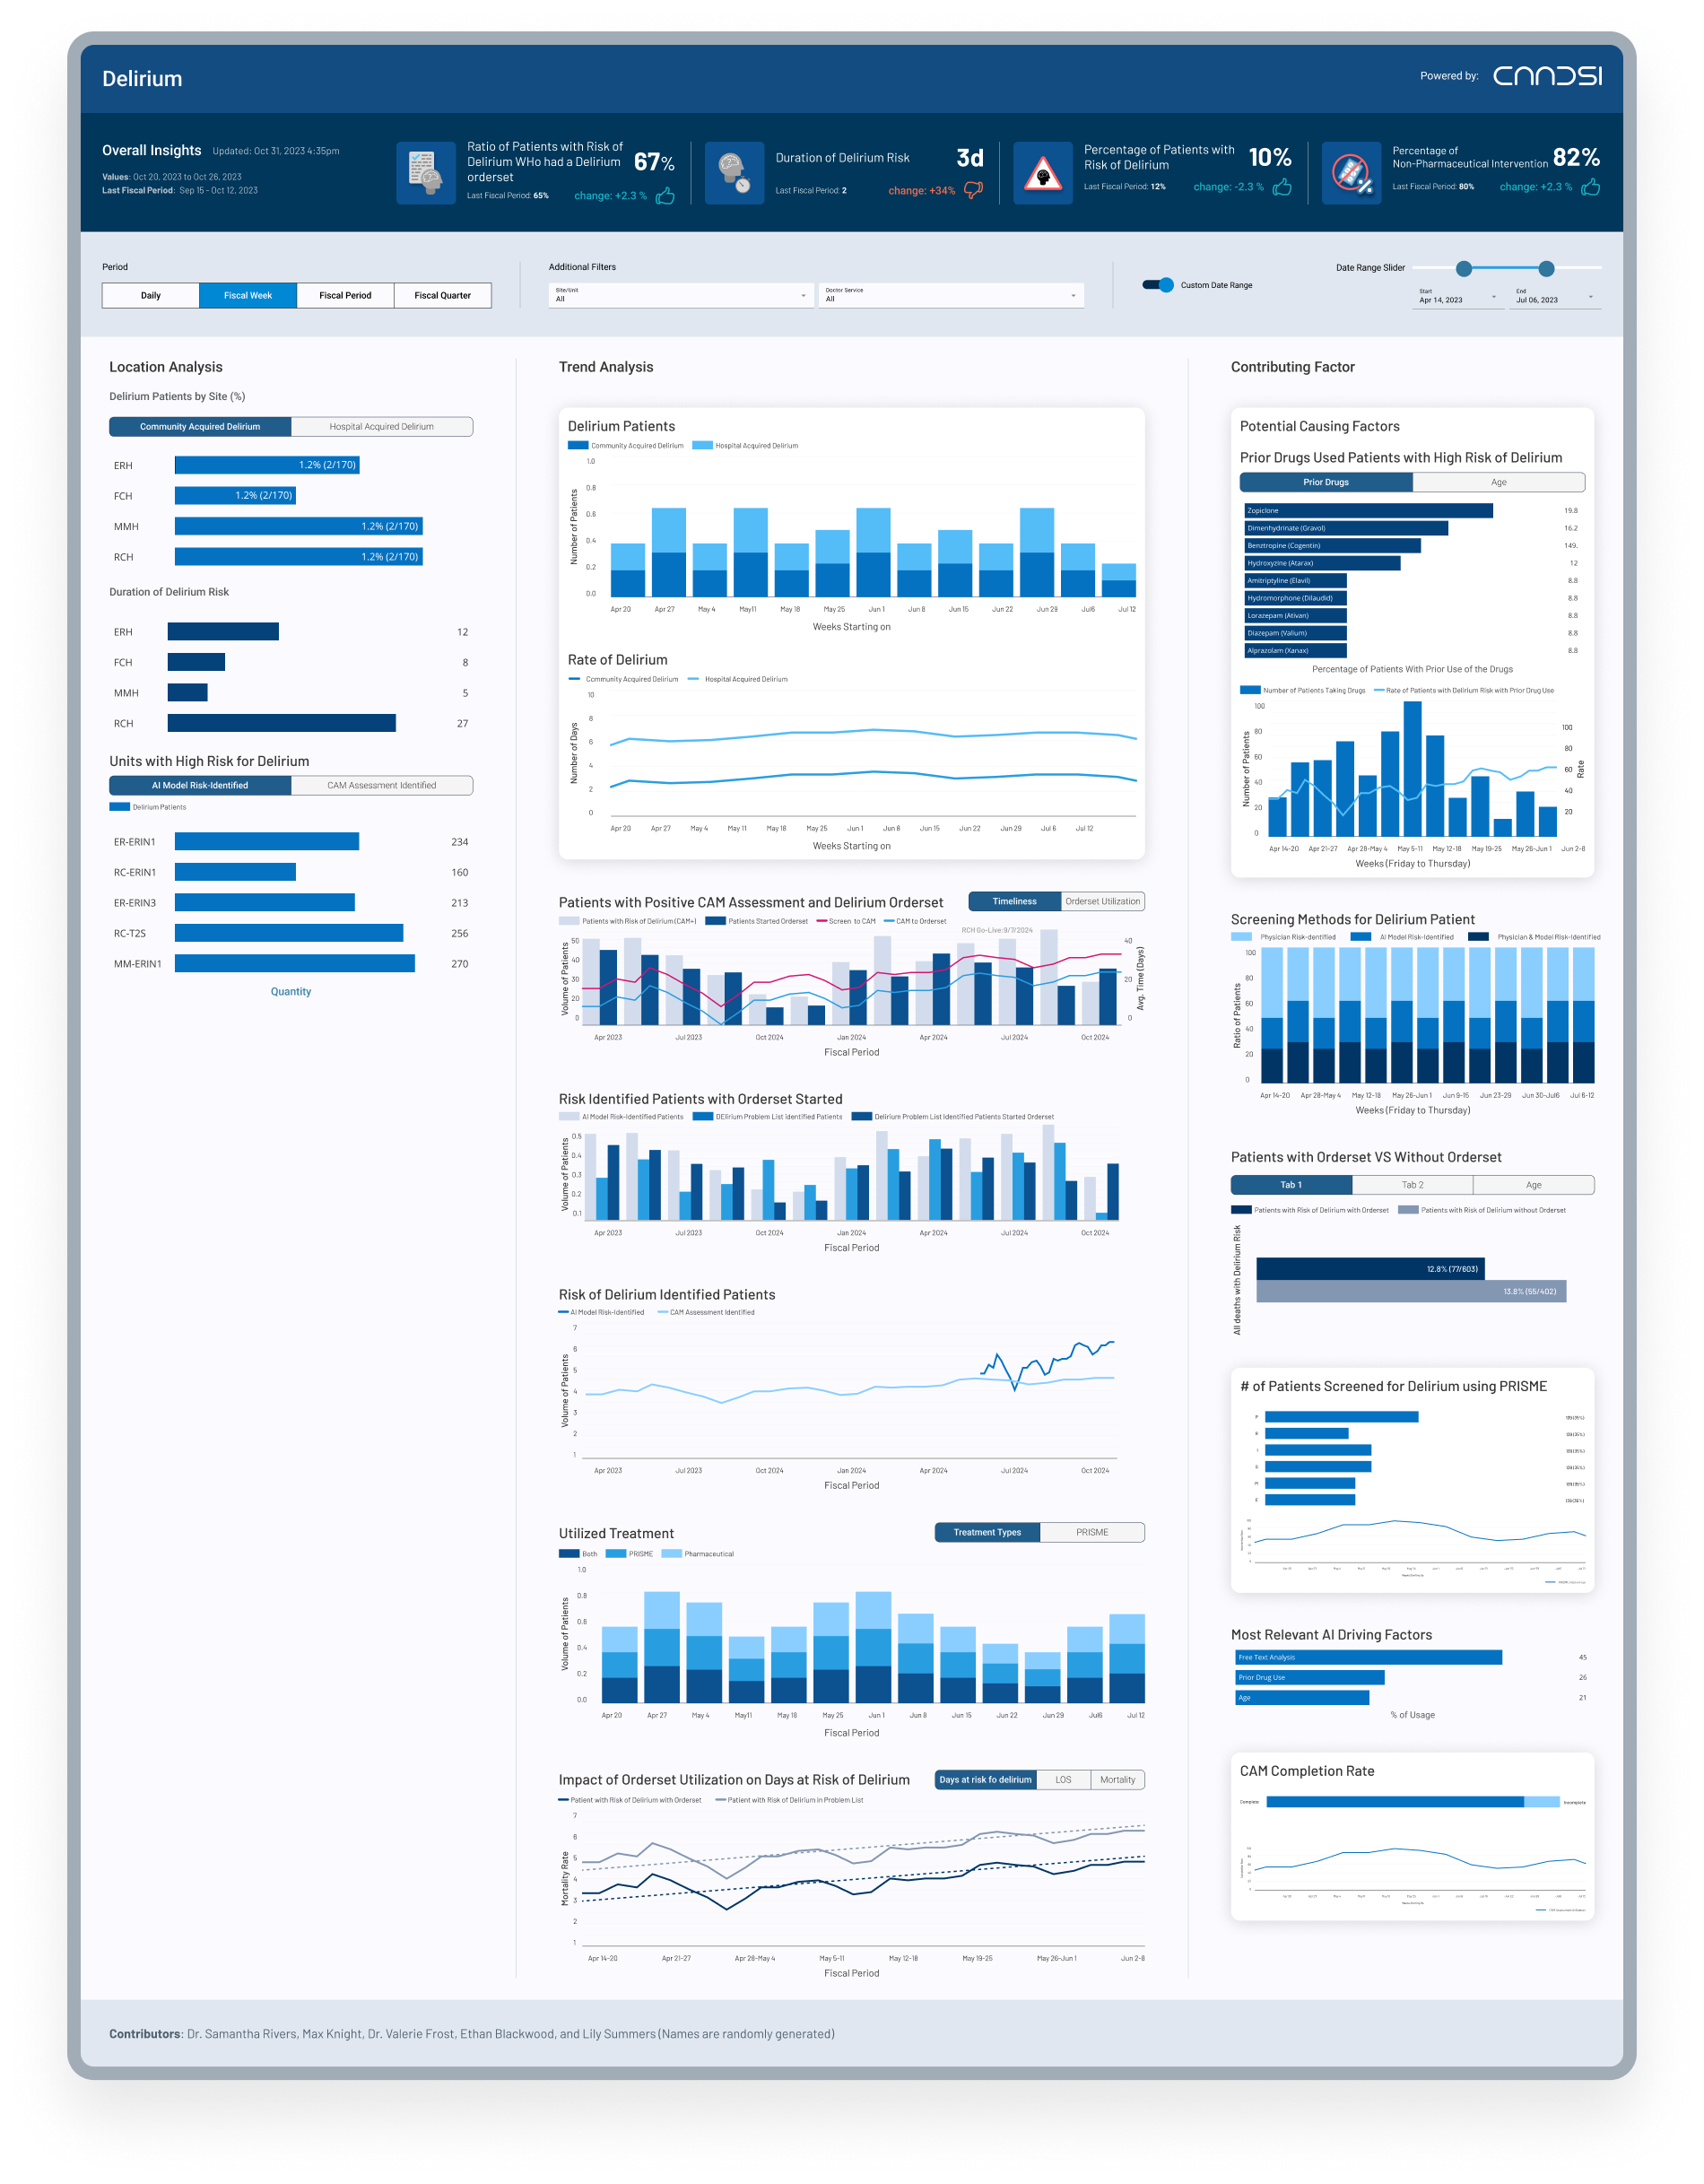 Delirium
Powered by:
Overall Insights Updated: Oct 31, 2023 4:35pm
Values: Oct 20, 2023 to Oct 26, 2023
Last Fiscal Period: Sep 15 - Oct 12, 2023
Ratio of Patients with Risk of
Delirium WHo had a Delirium
orderset
67%
Last Fiscal Period: 65%
change: +2.3 %
Duration of Delirium Risk
3d
Last Fiscal Period: 2
change: +34%
Percentage of Patients with
Risk of Delirium
10%
Last Fiscal Period: 12%
change: -2.3 %
Percentage of
Non-Pharmaceutical Intervention
82%
Last Fiscal Period: 80%
change: +2.3 %
Period
Daily
Fiscal Week
Fiscal Period
Fiscal Quarter
Additional Filters
Site/Unit
All
Doctor Service
All
Custom Date Range
Date Range Slider
Start
Apr 14, 2023
End
Jul 06, 2023
Location Analysis
Delirium Patients by Site (%)
Community Acquired Delirium
Hospital Acquired Delirium
ERH 1.2% (2/170)
FCH 1.2% (2/170)
MMH 1.2% (2/170)
RCH 1.2% (2/170)
Duration of Delirium Risk
ERH 12
FCH 8
MMH 5
RCH 27
Units with High Risk for Delirium
AI Model Risk-Identified
CAM Assessment Identified
Delirium Patients
ER-ERIN1 234
RC-ERIN1 160
ER-ERIN3 213
RC-T2S 256
MM-ERIN1 270
Quantity
Trend Analysis
Delirium Patients
Community Acquired Delirium Hospital Acquired Delirium
Number of Patients
1.0
0.8
0.6
0.4
0.2
0.0
Apr 20 Apr 27 May 4 May11 May 18 May 25 Jun 1 Jun 8 Jun 15 Jun 22 Jun 29 Jul6 Jul 12
Weeks Starting on
Rate of Delirium
Community Acquired Delirium Hospital Acquired Delirium
Number of Days
10
8
6
4
2
0
Apr 20 Apr 27 May 4 May 11 May 18 May 25 Jun 1 Jun 8 Jun 15 Jun 22 Jun 29 Jul 6 Jul 12
Weeks Starting on
Patients with Positive CAM Assessment and Delirium Orderset
Timeliness
Orderset Utilization
Patients with Risk of Delirium (CAM+) Patients Started Orderset Screen to CAM CAM to Orderset
RCH Go-Live:9/7/2024
Volume of Patients
50
40
30
20
0
40
20
0
Avg. Time (Days)
Apr 2023 Jul 2023 Oct 2024 Jan 2024 Apr 2024 Jul 2024 Oct 2024
Fiscal Period
Risk Identified Patients with Orderset Started
AI Model Risk-Identified Patients DElirium Problem List Identified Patients Delirium Problem List Identified Patients Started Orderset
Volume of Patients
0.5
0.4
0.3
0.2
0.1
Apr 2023 Jul 2023 Oct 2024 Jan 2024 Apr 2024 Jul 2024 Oct 2024
Fiscal Period
Risk of Delirium Identified Patients
AI Model Risk-Identified CAM Assessment Identified
Volume of Patients
7
6
5
4
3
2
1
Apr 2023 Jul 2023 Oct 2024 Jan 2024 Apr 2024 Jul 2024 Oct 2024
Fiscal Period
Utilized Treatment
Treatment Types
PRISME
Both PRISME Pharmaceutical
Volume of Patients
1.0
0.8
0.6
0.4
0.2
0.0
Apr 20 Apr 27 May 4 May11 May 18 May 25 Jun 1 Jun 8 Jun 15 Jun 22 Jun 29 Jul6 Jul 12
Fiscal Period
Impact of Orderset Utilization on Days at Risk of Delirium
Days at risk fo delirium
LOS
Mortality
Patient with Risk of Delirium with Orderset Patient with Risk of Delirium in Problem List
Mortality Rate
7
6
5
4
3
2
1
Apr 14-20 Apr 21-27 Apr 28-May 4 May 5-11 May 12-18 May 19-25 May 26-Jun 1 Jun 2-8
Fiscal Period
Contributing Factor
Potential Causing Factors
Prior Drugs Used Patients with High Risk of Delirium
Prior Drugs
Age
Zopiclone 19.8
Dimenhydrinate (Gravol) 16.2
Benztropine (Cogentin) 149.
Hydroxyzine (Atarax) 12
Amitriptyline (Elavil) 8.8
Hydromorphone (Dilaudid) 8.8
Lorazepam (Ativan) 8.8
Diazepam (Valium) 8.8
Alprazolam (Xanax) 8.8
Percentage of Patients With Prior Use of the Drugs
Number of Patients Taking Drugs Rate of Patients with Delirium Risk with Prior Drug Use
Number of Patients
100
80
60
40
20
0
100
80
60
40
20
Rate
Apr 14-20 Apr 21-27 Apr 28-May 4 May 5-11 May 12-18 May 19-25 May 26-Jun 1 Jun 2-8
Weeks (Friday to Thursday)
Screening Methods for Delirium Patient
Physician Risk-dentified AI Model Risk-Identified Physician & Model Risk-Identified
Ratio of Patients
100
80
60
40
20
0
Apr 14-20 Apr 28-May 4 May 12-18 May 26-Jun 1 Jun 9-15 Jun 23-29 Jun 30-Jul6 Jul 6-12
Weeks (Friday to Thursday)
Patients with Orderset VS Without Orderset
Tab 1
Tab 2
Age
Patients with Risk of Delirium with Orderset Patients with Risk of Delirium without Orderset
All deaths with Delirium Risk
12.8% (77/603)
13.8% (55/402)
# of Patients Screened for Delirium using PRISME
Most Relevant AI Driving Factors
Free Text Analysis 45
Prior Drug Use 26
Age 21
% of Usage
CAM Completion Rate
Complete
Incomplete
Contributors: Dr. Samantha Rivers, Max Knight, Dr. Valerie Frost, Ethan Blackwood, and Lily Summers (Names are randomly generated)